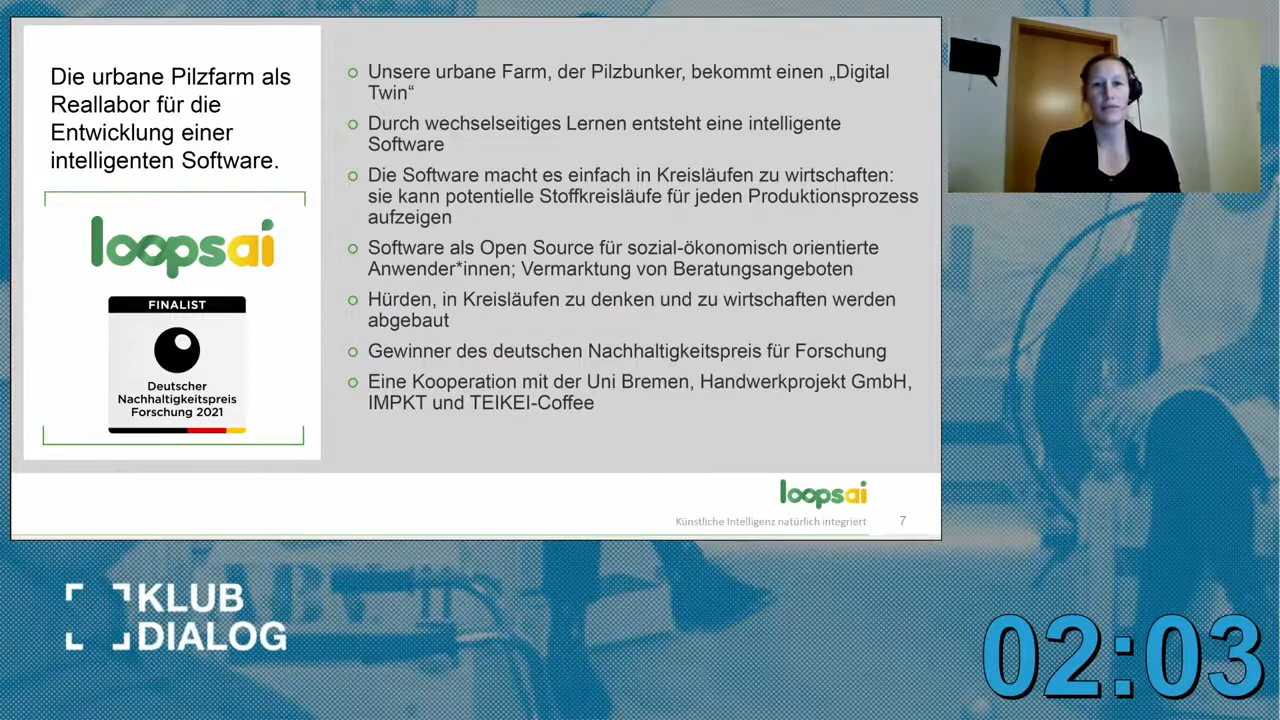 Die urbane Pilzfarm als
Reallabor für die
Entwicklung einer
intelligenten Software.
loopsai
FINALIST
Deutscher
Nachhaltigkeitspreis
Forschung 2021
Unsere urbane Farm, der Pilzbunker, bekommt einen „Digital
Twin“
Durch wechselseitiges Lernen entsteht eine intelligente
Software
Die Software macht es einfach in Kreisläufen zu wirtschaften:
sie kann potentielle Stoffkreisläufe für jeden Produktionsprozess
aufzeigen
Software als Open Source für sozial-ökonomisch orientierte
Anwender*innen; Vermarktung von Beratungsangeboten
Hürden, in Kreisläufen zu denken und zu wirtschaften werden
abgebaut
Gewinner des deutschen Nachhaltigkeitspreis für Forschung
Eine Kooperation mit der Uni Bremen, Handwerkprojekt GmbH,
IMPKT und TEIKEI-Coffee
loopsai
Künstliche Intelligenz natürlich integriert
7
KLUB
DIALOG
02:03